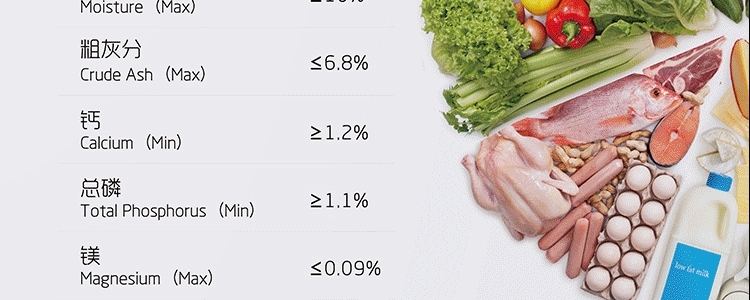 Moisture (Max)
粗灰分
Crude Ash (Max)
≤6.8%
钙
Calcium (Min)
≥1.2%
总磷
Total Phosphorus (Min)
≥1.1%
镁
Magnesium (Max)
≤0.09%
low fat milk